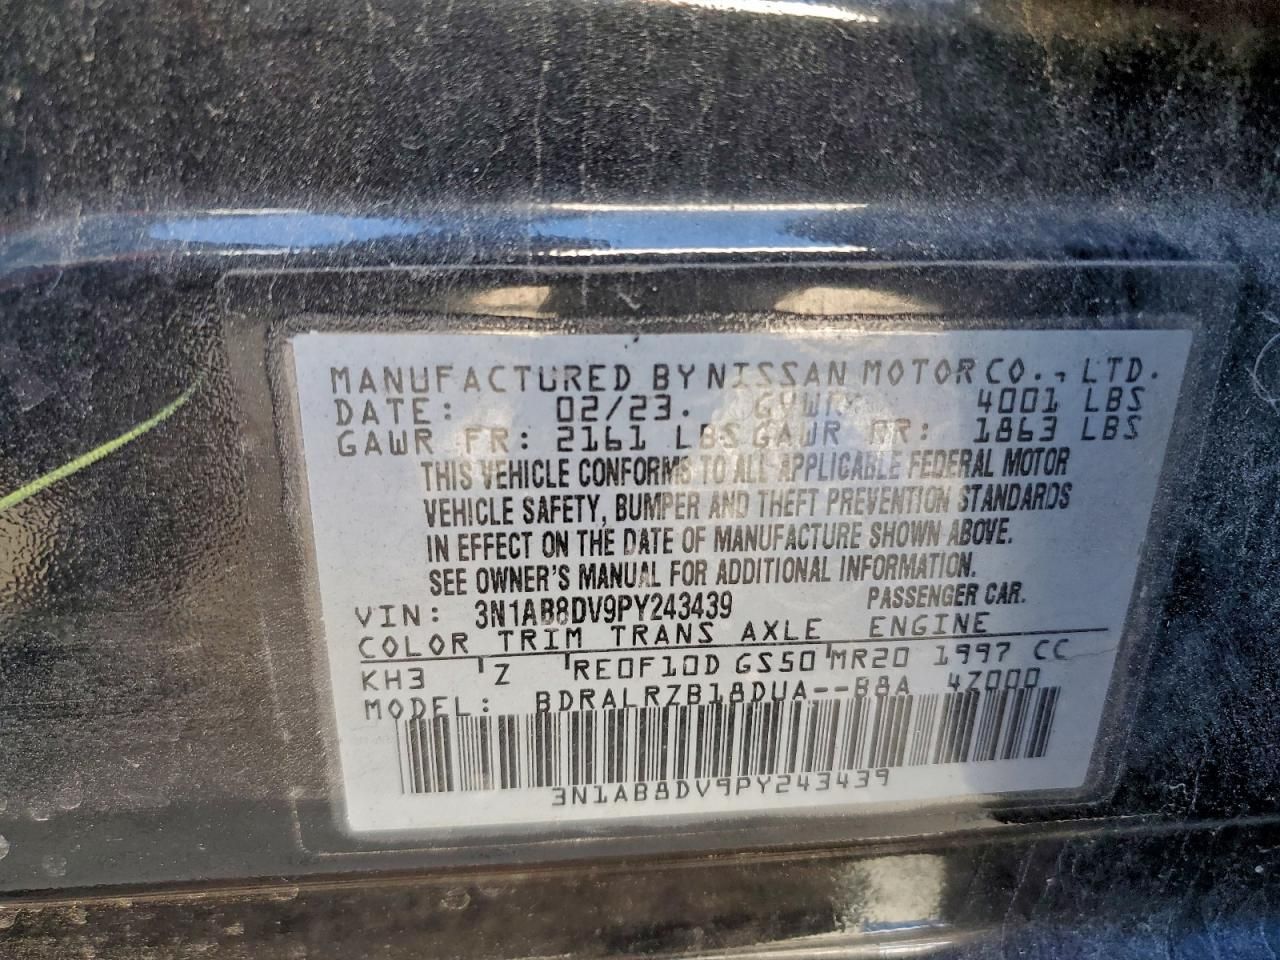 MANUFACTURED BY NISSAN MOTOR CO., LTD.
DATE: 02/23. GVWR: 4001 LBS
GAWR FR: 2161 LBS GAWR RR: 1863 LBS
THIS VEHICLE CONFORMS TO ALL APPLICABLE FEDERAL MOTOR
VEHICLE SAFETY, BUMPER AND THEFT PREVENTION STANDARDS
IN EFFECT ON THE DATE OF MANUFACTURE SHOWN ABOVE.
SEE OWNER'S MANUAL FOR ADDITIONAL INFORMATION.
VIN: 3N1AB8DV9PY243439 PASSENGER CAR.
COLOR TRIM TRANS AXLE ENGINE
KH3 Z RE0F10D GS50 MR20 1997 CC
MODEL: BDRALRZB18DUA--B8A 4Z000
3N1AB8DV9PY243439